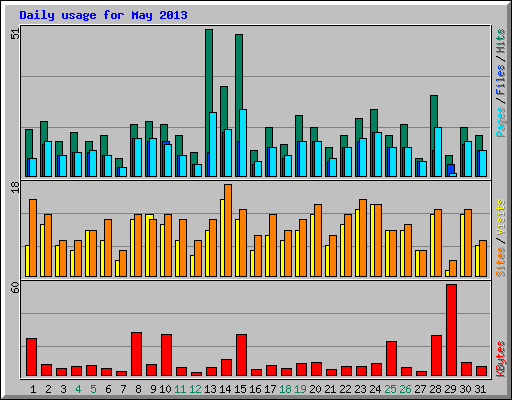 Daily usage for May 2013
51
Pages / Files / Hits
18
Sites / Visits
60
KBytes
1 2 3 4 5 6 7 8 9 10 11 12 13 14 15 16 17 18 19 20 21 22 23 24 25 26 27 28 29 30 31